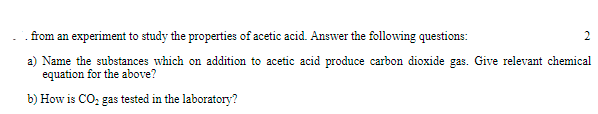 . . from an experiment to study the properties of acetic acid. Answer the following questions: 2
a) Name the substances which on addition to acetic acid produce carbon dioxide gas. Give relevant chemical
equation for the above?
b) How is CO₂ gas tested in the laboratory?